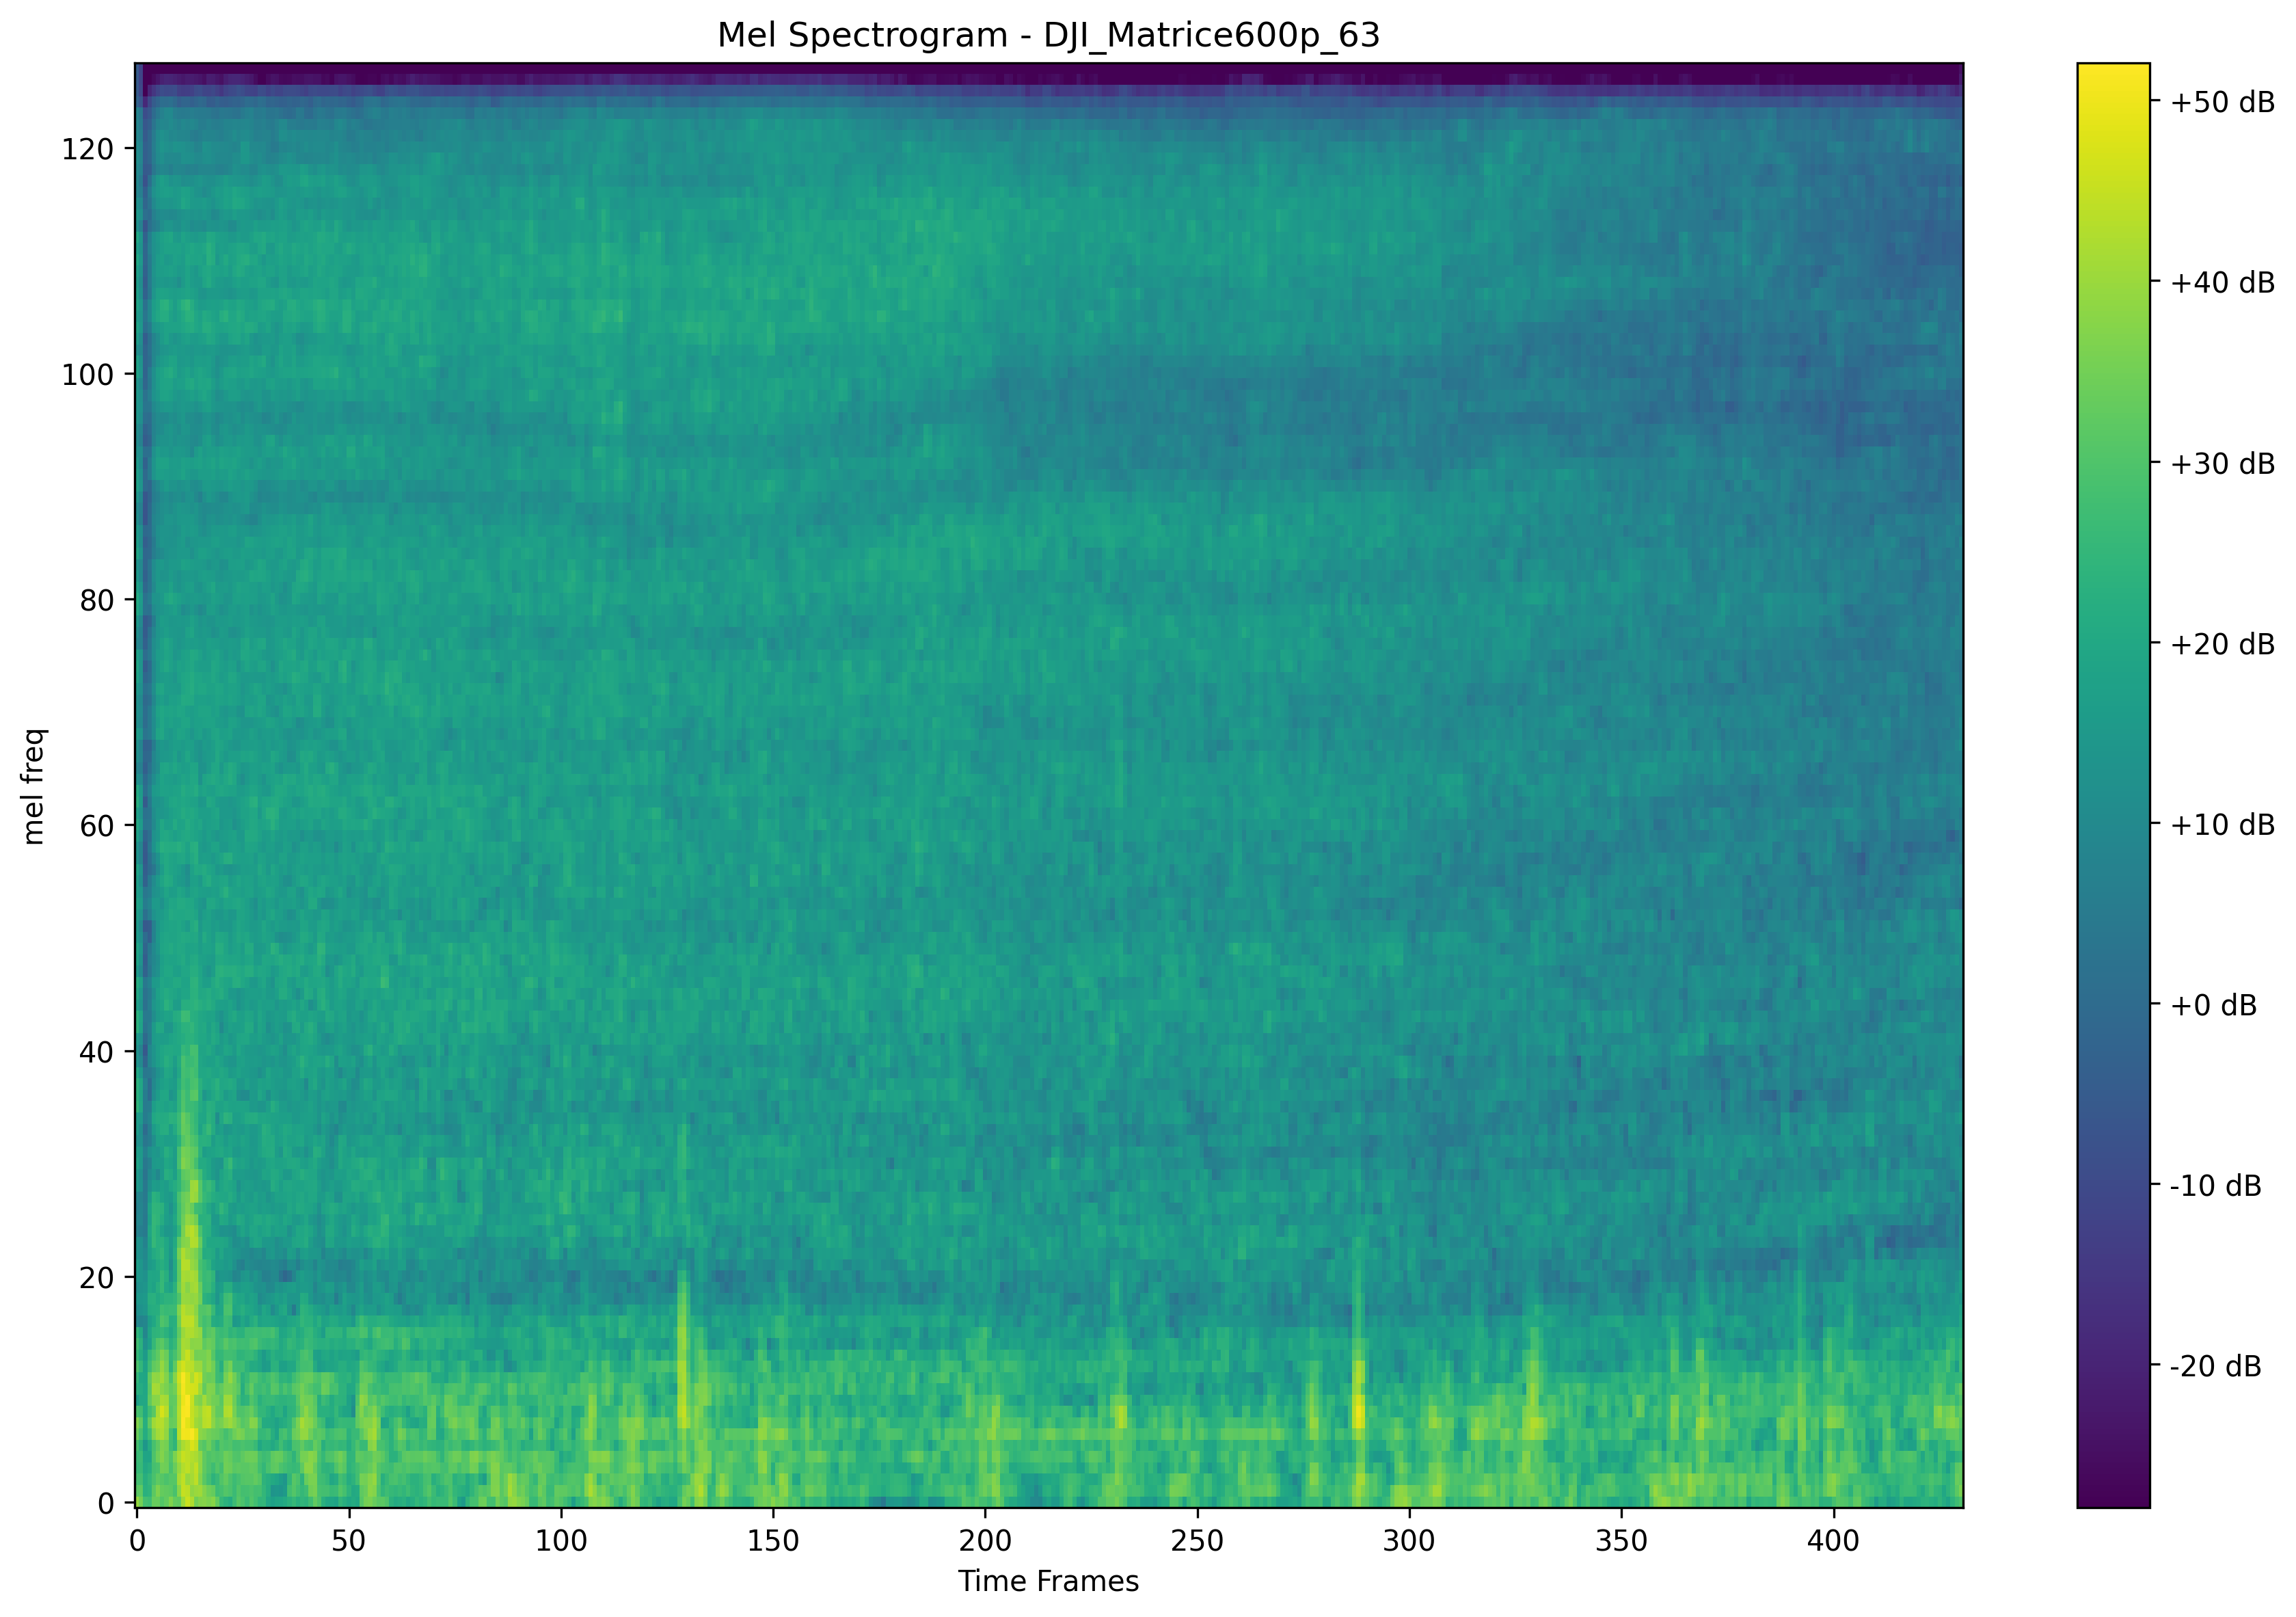 Mel Spectrogram - DJI_Matrice600p_63
mel freq
120
100
80
60
40
20
0
0 50 100 150 200 250 300 350 400
Time Frames
+50 dB
+40 dB
+30 dB
+20 dB
+10 dB
+0 dB
-10 dB
-20 dB